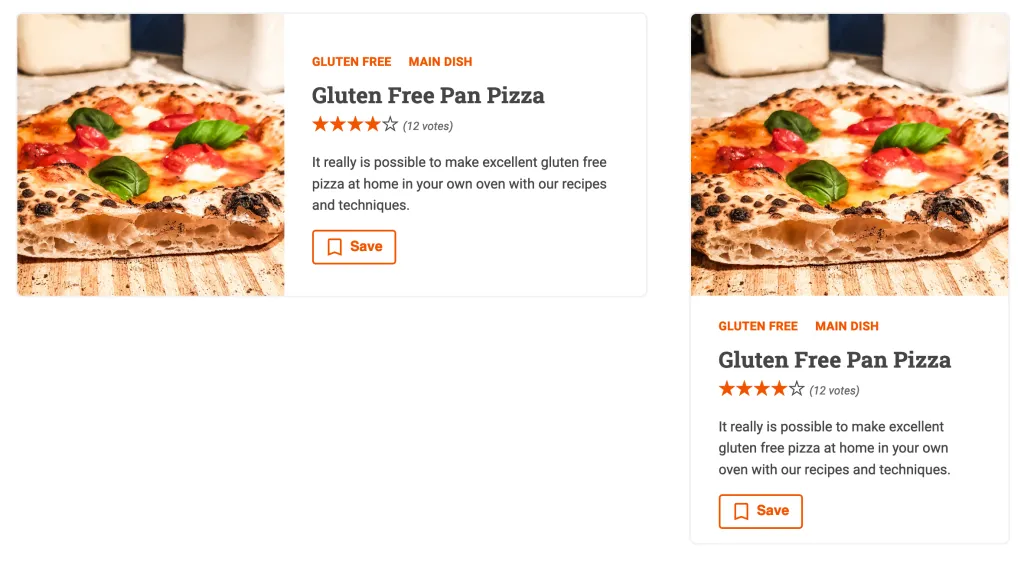 GLUTEN FREE MAIN DISH
Gluten Free Pan Pizza
(12 votes)
It really is possible to make excellent gluten free
pizza at home in your own oven with our recipes
and techniques.
Save
GLUTEN FREE MAIN DISH
Gluten Free Pan Pizza
(12 votes)
It really is possible to make excellent
gluten free pizza at home in your own
oven with our recipes and techniques.
Save